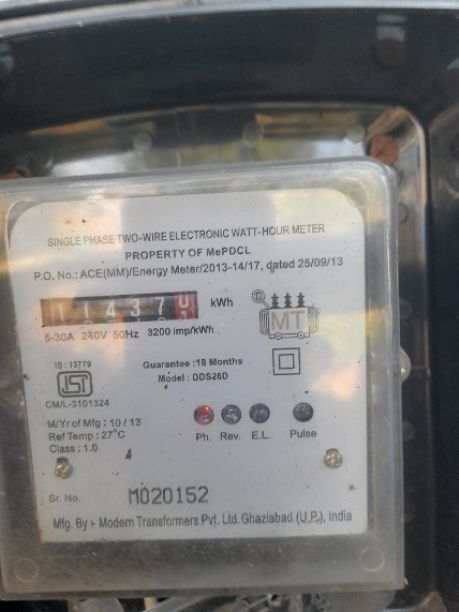 SINGLE PHASE TWO-WIRE ELECTRONIC WATT-HOUR METER
PROPERTY OF MePDCL
P.O. No.: ACE(MM)/Energy Meter/2013-14/17, dated 25/09/13
14370 kWh
5-30A 240V 50Hz 3200 imp/kWh
MT
IS : 13779
Guarantee :18 Months
Model : DDS26D
CM/L-3101324
M/Yr of Mfg : 10 / 13
Ref Temp : 27°C
Class : 1.0
Ph. Rev. E.L. Pulse
Sr. No. M020152
Mfg. By :- Modern Transformers Pvt. Ltd. Ghaziabad (U.P.), India